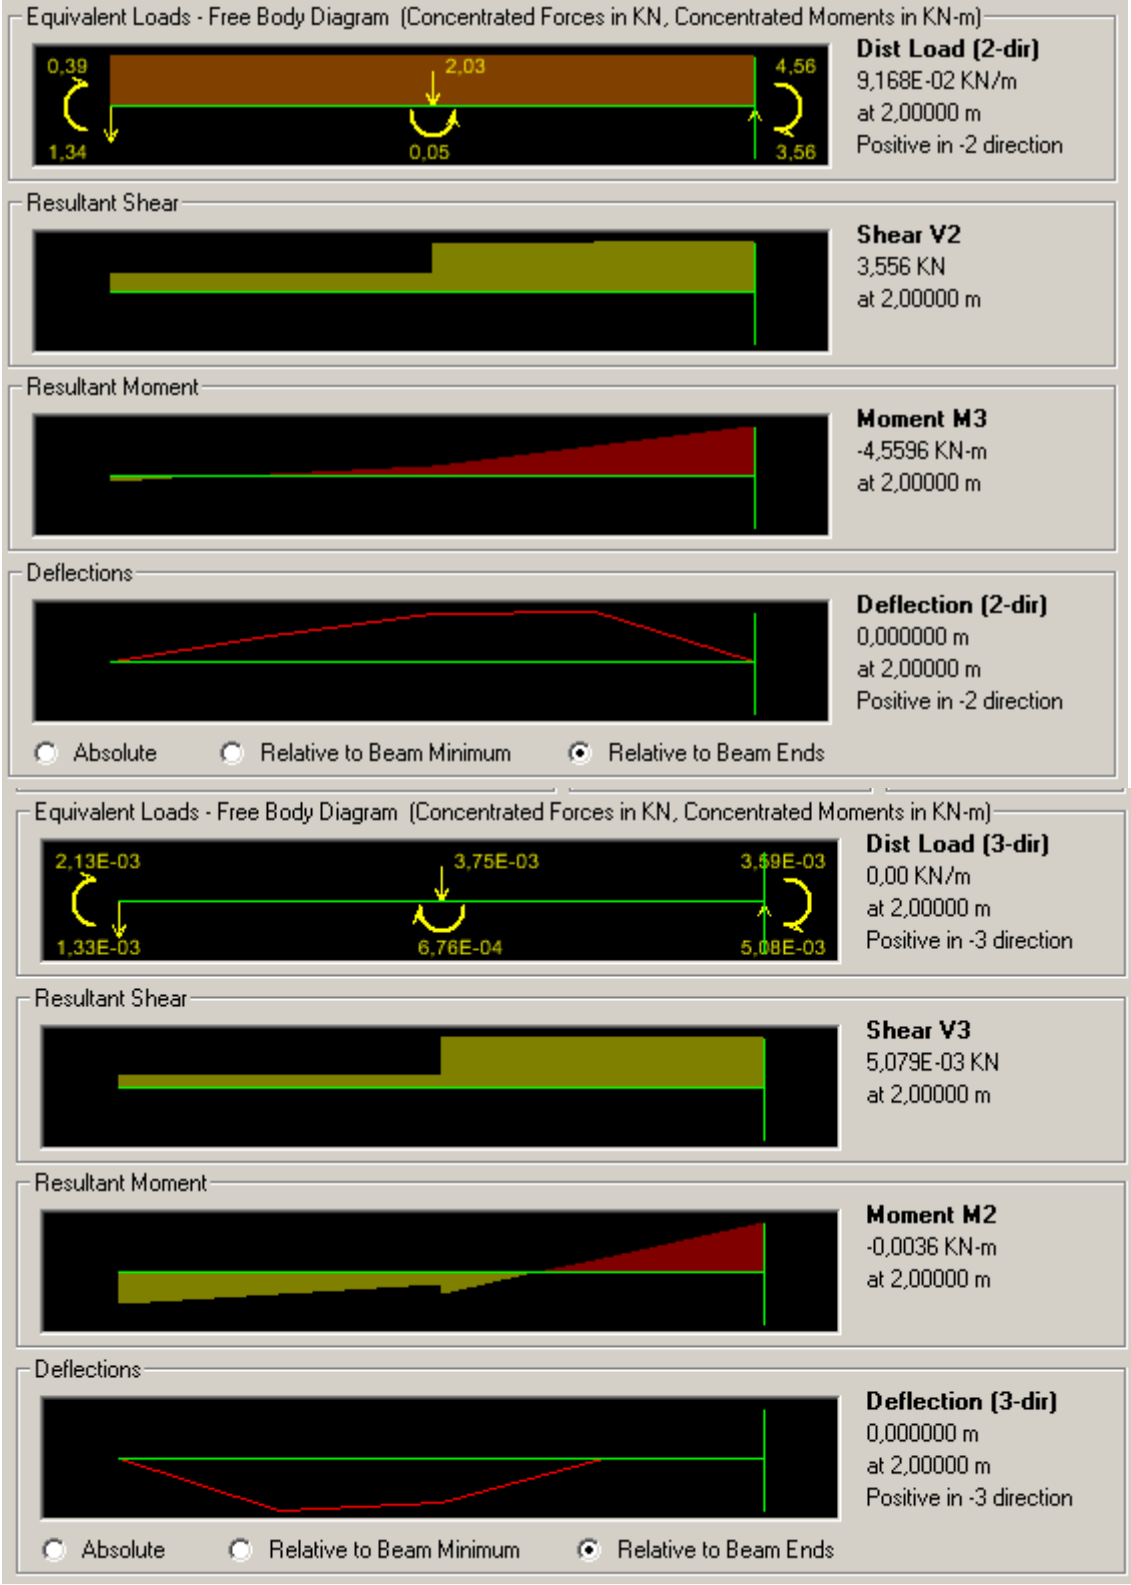 Equivalent Loads - Free Body Diagram (Concentrated Forces in KN, Concentrated Moments in KN-m)
0,39 2,03 4,56
1,34 0,05 3,56
Dist Load (2-dir)
9,168E-02 KN/m
at 2,00000 m
Positive in -2 direction
Resultant Shear
Shear V2
3,556 KN
at 2,00000 m
Resultant Moment
Moment M3
-4,5596 KN-m
at 2,00000 m
Deflections
Deflection (2-dir)
0,000000 m
at 2,00000 m
Positive in -2 direction
Absolute Relative to Beam Minimum Relative to Beam Ends
Equivalent Loads - Free Body Diagram (Concentrated Forces in KN, Concentrated Moments in KN-m)
2,13E-03 3,75E-03 3,59E-03
1,33E-03 6,76E-04 5,08E-03
Dist Load (3-dir)
0,00 KN/m
at 2,00000 m
Positive in -3 direction
Resultant Shear
Shear V3
5,079E-03 KN
at 2,00000 m
Resultant Moment
Moment M2
-0,0036 KN-m
at 2,00000 m
Deflections
Deflection (3-dir)
0,000000 m
at 2,00000 m
Positive in -3 direction
Absolute Relative to Beam Minimum Relative to Beam Ends